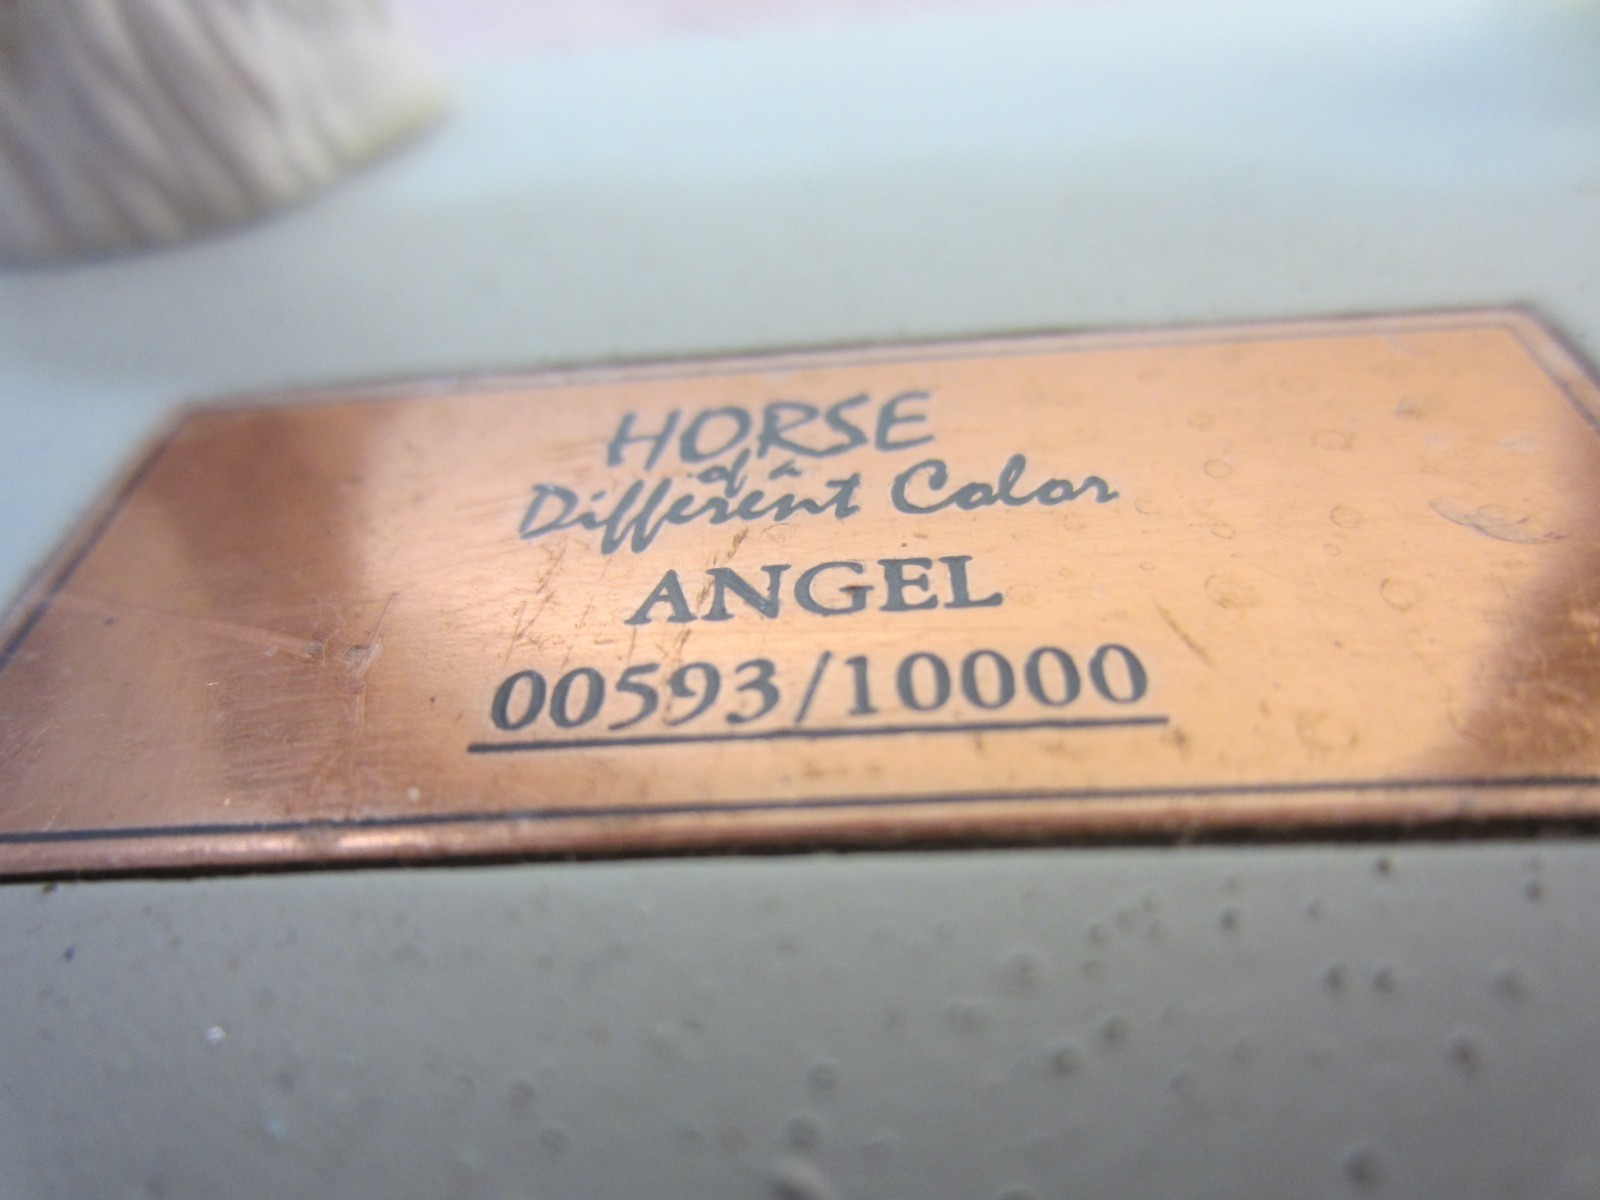 HORSE
of a
Different Color
ANGEL
00593/10000